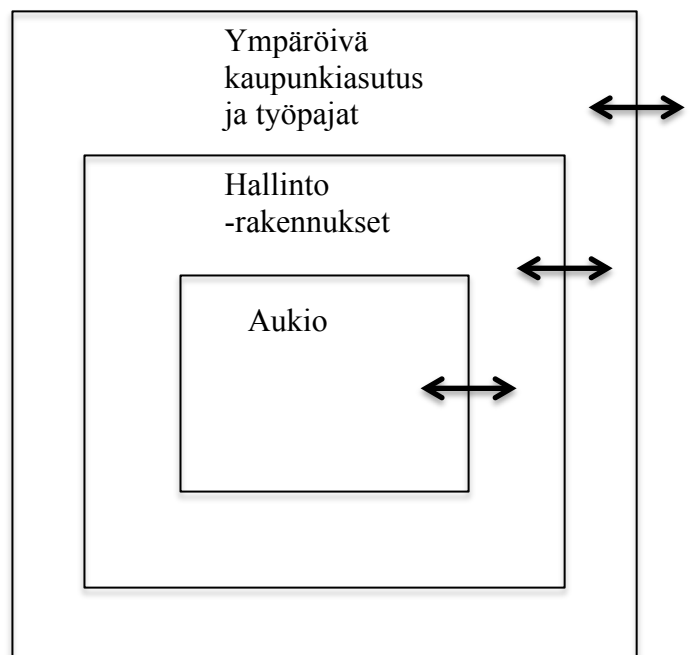 Ympäröivä
kaupunkiasutus
ja työpajat
Hallinto
-rakennukset
Aukio